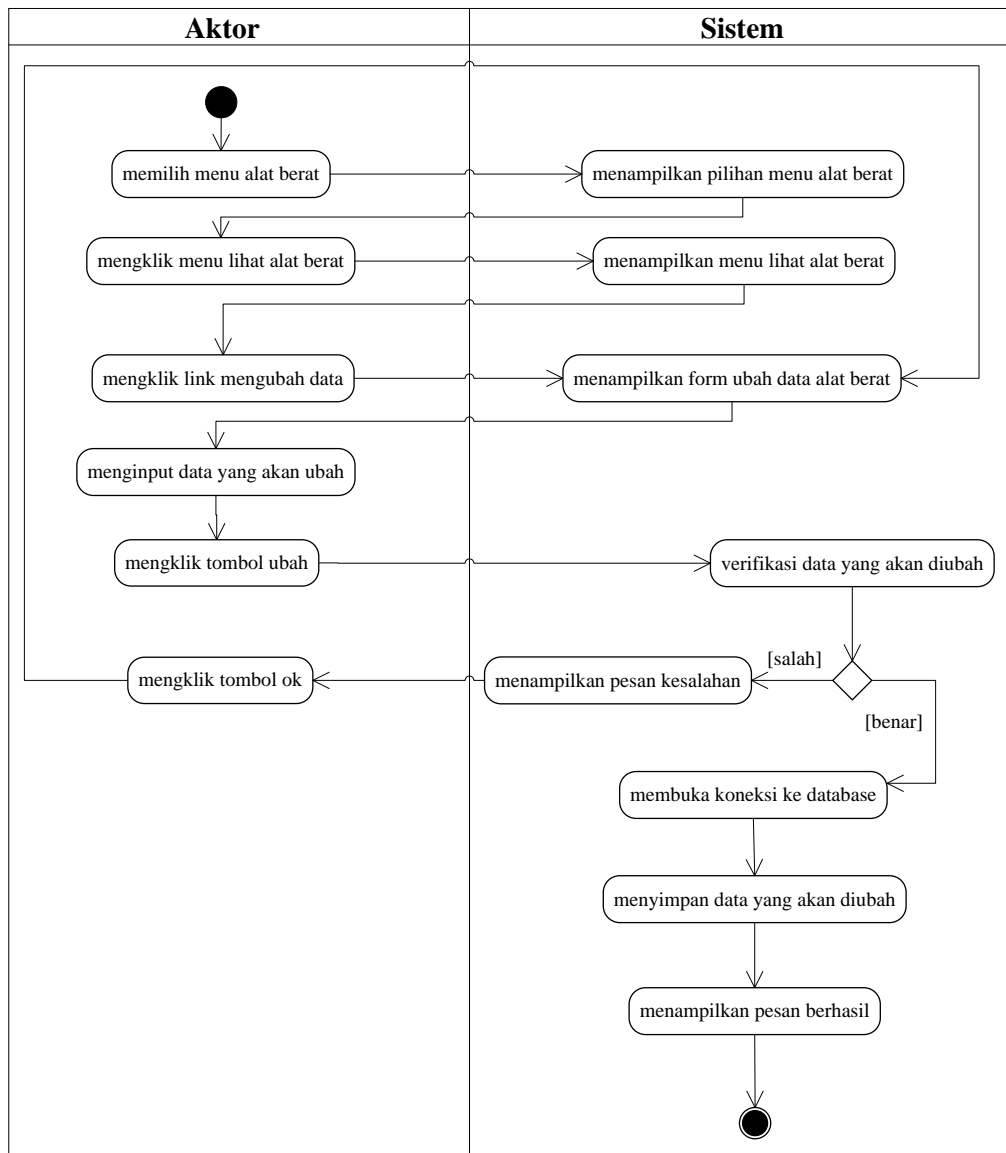 Aktor
Sistem
memilih menu alat berat
menampilkan pilihan menu alat berat
mengklik menu lihat alat berat
menampilkan menu lihat alat berat
mengklik link mengubah data
menampilkan form ubah data alat berat
menginput data yang akan ubah
mengklik tombol ubah
verifikasi data yang akan diubah
[salah]
mengklik tombol ok
menampilkan pesan kesalahan
[benar]
membuka koneksi ke database
menyimpan data yang akan diubah
menampilkan pesan berhasil